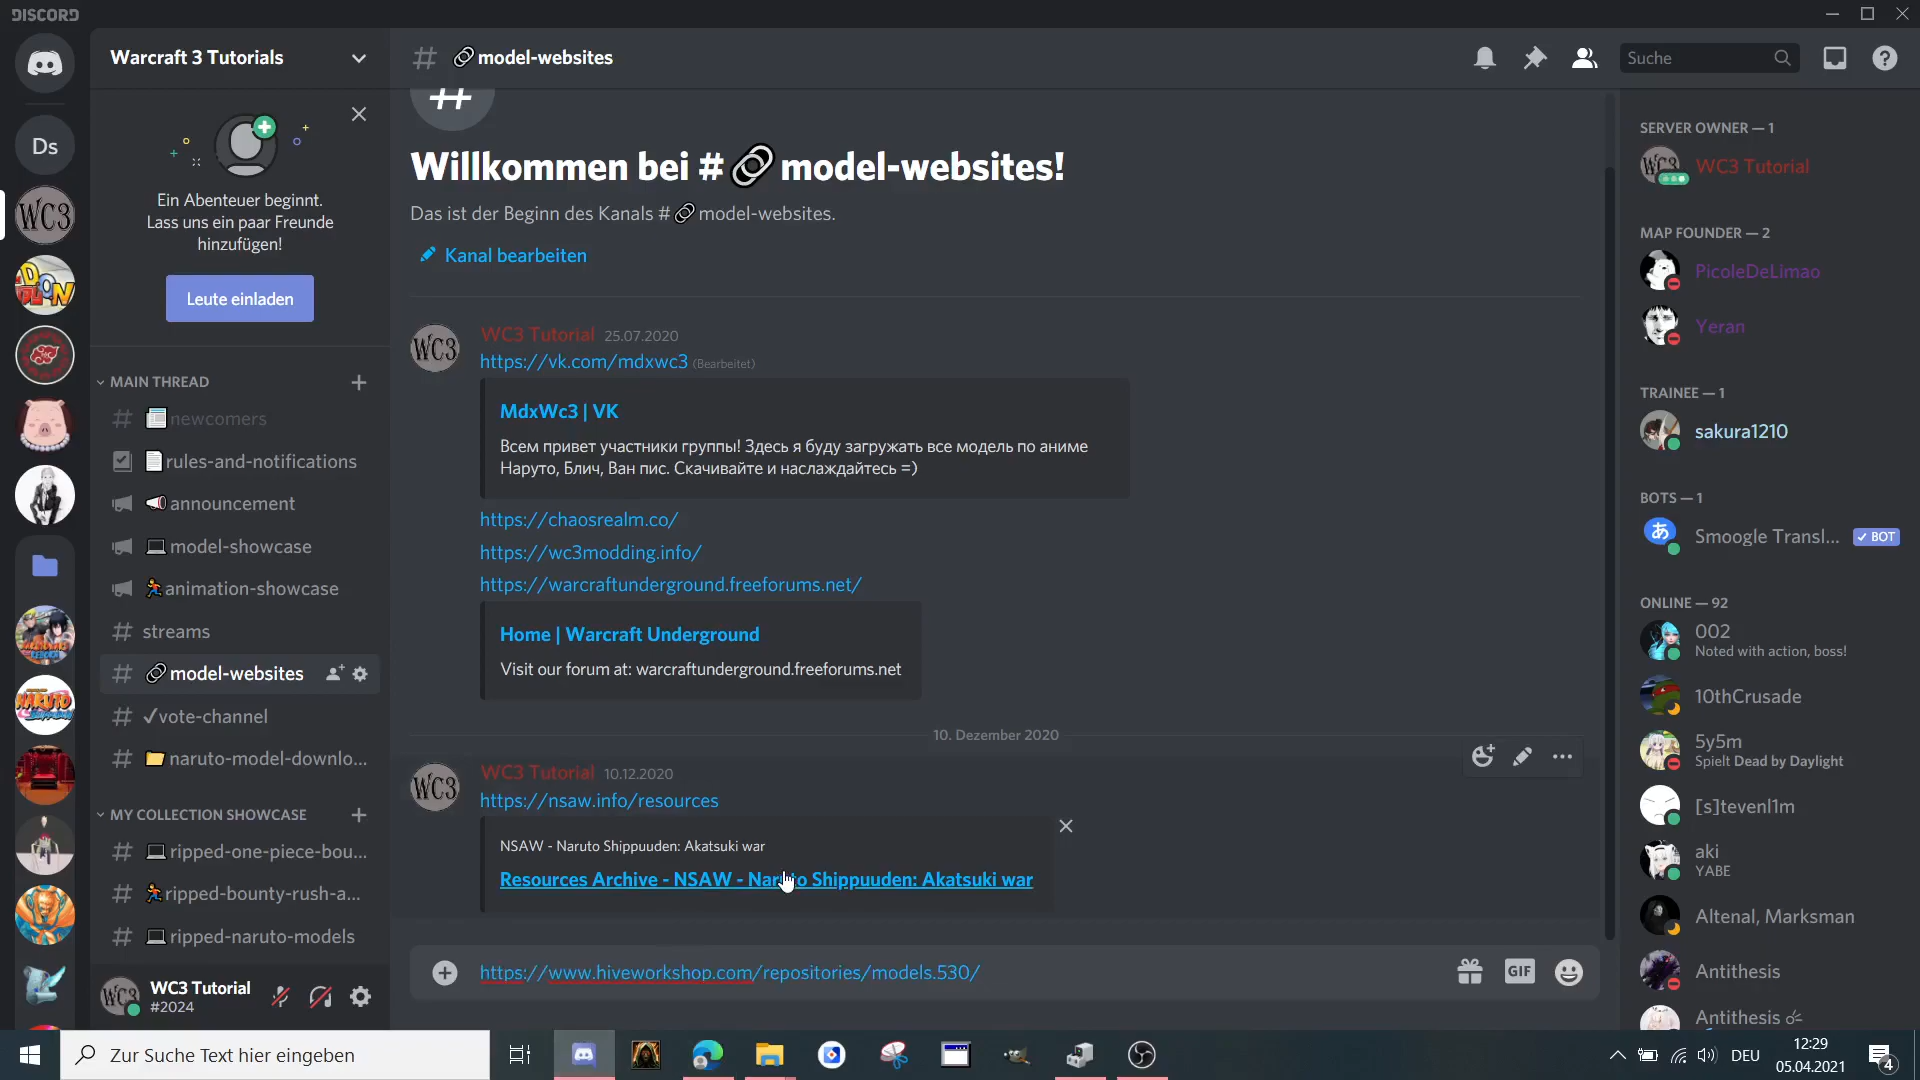 DISCORD
Warcraft 3 Tutorials
Ein Abenteuer beginnt.
Lass uns ein paar Freunde
hinzufügen!
Leute einladen
MAIN THREAD
newcomers
rules-and-notifications
announcement
model-showcase
animation-showcase
streams
model-websites
✓vote-channel
naruto-model-downlo...
MY COLLECTION SHOWCASE
ripped-one-piece-bou...
ripped-bounty-rush-a...
ripped-naruto-models
WC3 Tutorial
#2024
Ds
WC3
# model-websites
Suche
Willkommen bei # model-websites!
Das ist der Beginn des Kanals # model-websites.
Kanal bearbeiten
WC3
WC3 Tutorial 25.07.2020
https://vk.com/mdxwc3 (Bearbeitet)
MdxWc3 | VK
Всем привет участники группы! Здесь я буду загружать все модель по аниме
Наруто, Блич, Ван пис. Скачивайте и наслаждайтесь =)
https://chaosrealm.co/
https://wc3modding.info/
https://warcraftunderground.freeforums.net/
Home | Warcraft Underground
Visit our forum at: warcraftunderground.freeforums.net
10. Dezember 2020
WC3
WC3 Tutorial 10.12.2020
https://nsaw.info/resources
NSAW - Naruto Shippuuden: Akatsuki war
Resources Archive - NSAW - Naruto Shippuuden: Akatsuki war
https://www.hiveworkshop.com/repositories/models.530/
GIF
SERVER OWNER — 1
WC3 Tutorial
MAP FOUNDER — 2
PicoleDeLimao
Yeran
TRAINEE — 1
sakura1210
BOTS — 1
Smoogle Transl... ✓ BOT
ONLINE — 92
002
Noted with action, boss!
10thCrusade
5y5m
Spielt Dead by Daylight
[s]tevenl1m
aki
YABE
Altenal, Marksman
Antithesis
Antithesis
Zur Suche Text hier eingeben
DEU
12:29
05.04.2021
4